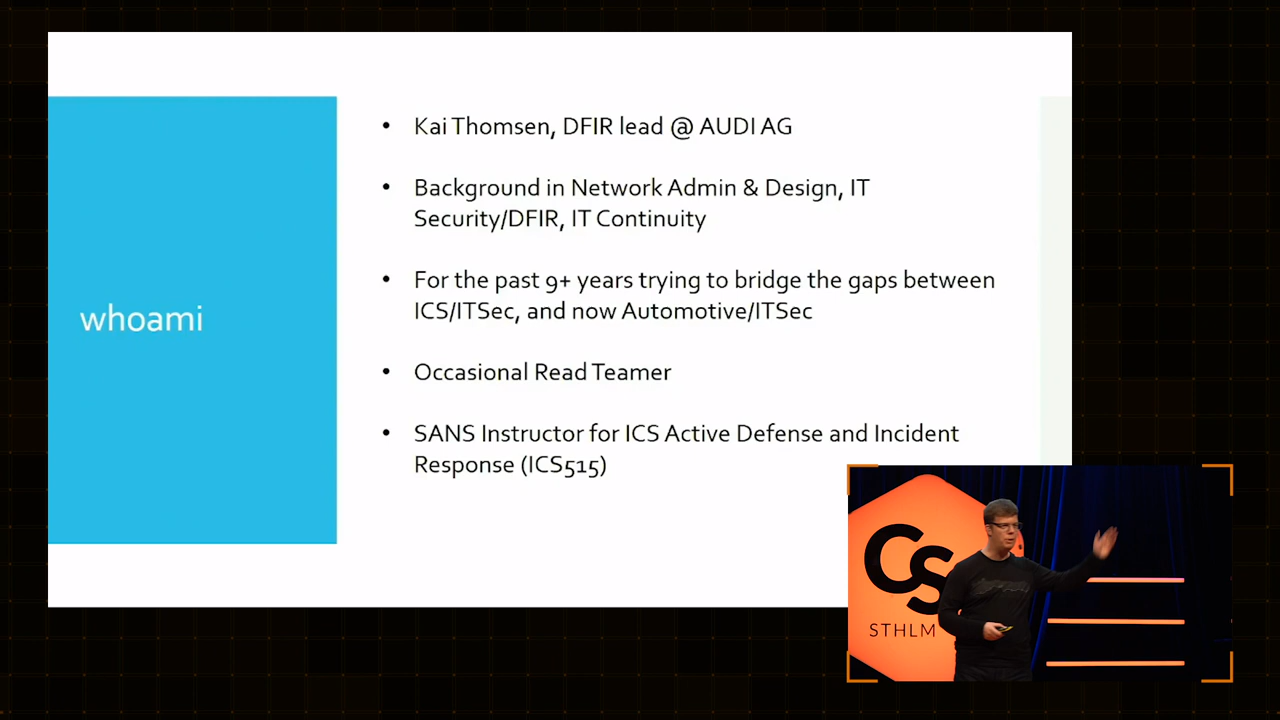 whoami
• Kai Thomsen, DFIR lead @ AUDI AG
• Background in Network Admin & Design, IT
Security/DFIR, IT Continuity
• For the past 9+ years trying to bridge the gaps between
ICS/ITSec, and now Automotive/ITSec
• Occasional Read Teamer
• SANS Instructor for ICS Active Defense and Incident
Response (ICS515)
CS
STHLM